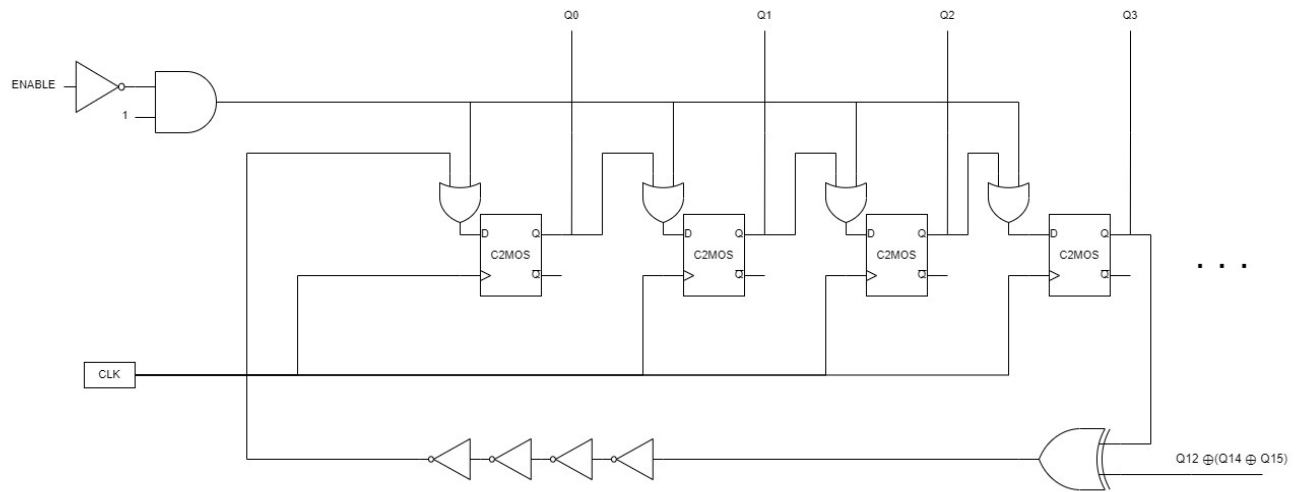 Q0 Q1 Q2 Q3
ENABLE
1
D Q D Q D Q D Q
C2MOS C2MOS C2MOS C2MOS
Q Q Q Q
. . .
CLK
Q12 ⊕(Q14 ⊕ Q15)